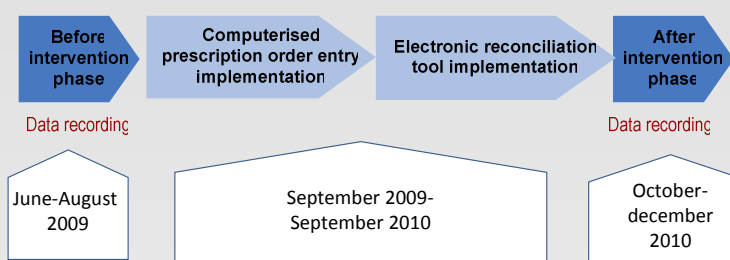 Before
intervention
phase
Computerised
prescription order entry
implementation
Electronic reconciliation
tool implementation
After
intervention
phase
Data recording
Data recording
June-August
2009
September 2009-
September 2010
October-
december
2010